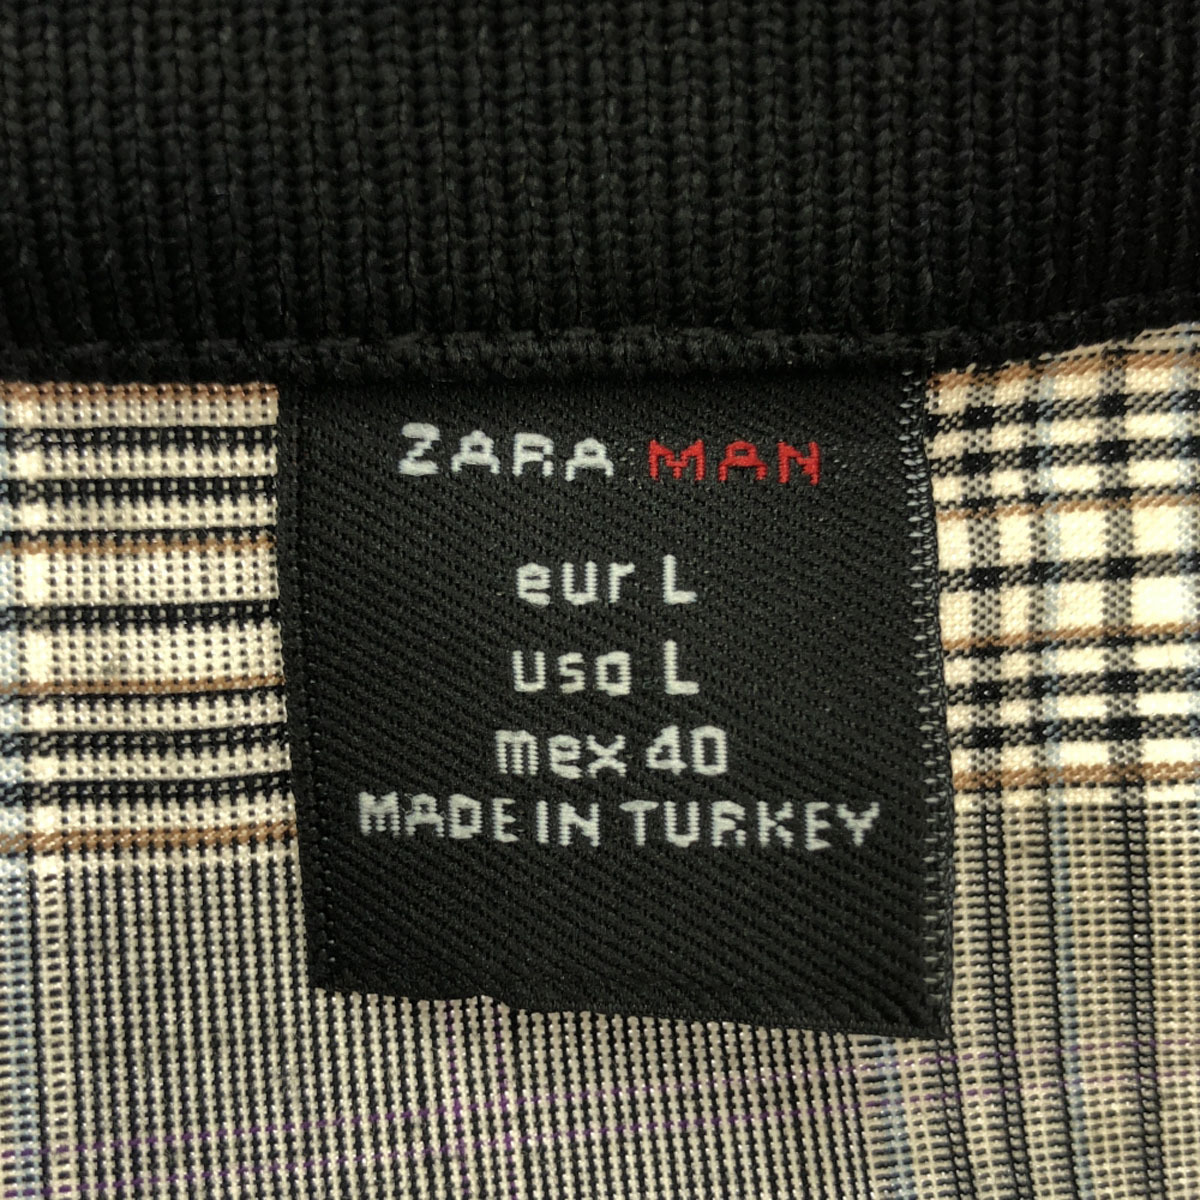 ZARA MAN
eur L
usa L
mex 40
MADE IN TURKEY